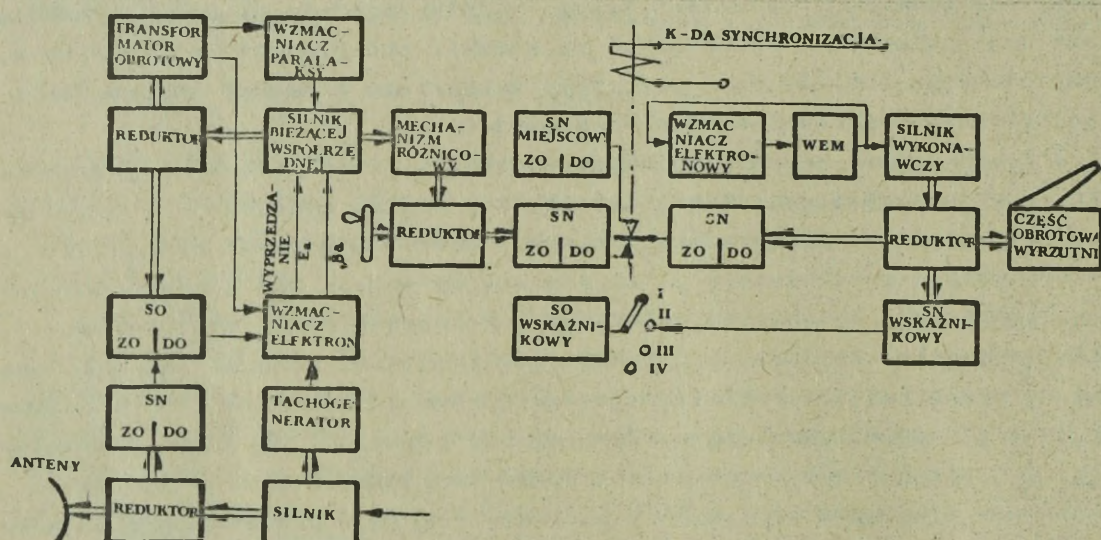 TRANSFOR
MATOR
OBROTOWY
WZMAC-
NIACZ
PARALA-
KSY
K-DA SYNCHRONIZACJA
REDUKTOR
SILNIK
BIEŻĄCEJ
WSPÓŁRZĘ
DNEJ
MECHA-
NIZM
RÓŻNICO-
WY
SN
MIEJSCOWY
ZO DO
WZMAC
NIACZ
ELEKTRO-
NOWY
WEM
SILNIK
WYKONA-
WCZY
WYPRZEDZA-
NIE
Ea
βa
REDUKTOR
SN
ZO DO
SN
ZO DO
REDUKTOR
CZĘŚĆ
OBROTOWA
WYRZUTNI
SO
ZO DO
WZMAC-
NIACZ
ELEKTRON
SO
WSKAŹNI-
KOWY
I
II
III
IV
SN
WSKAŹNI-
KOWY
SN
ZO DO
TACHOGE-
NERATOR
ANTENY
REDUKTOR
SILNIK